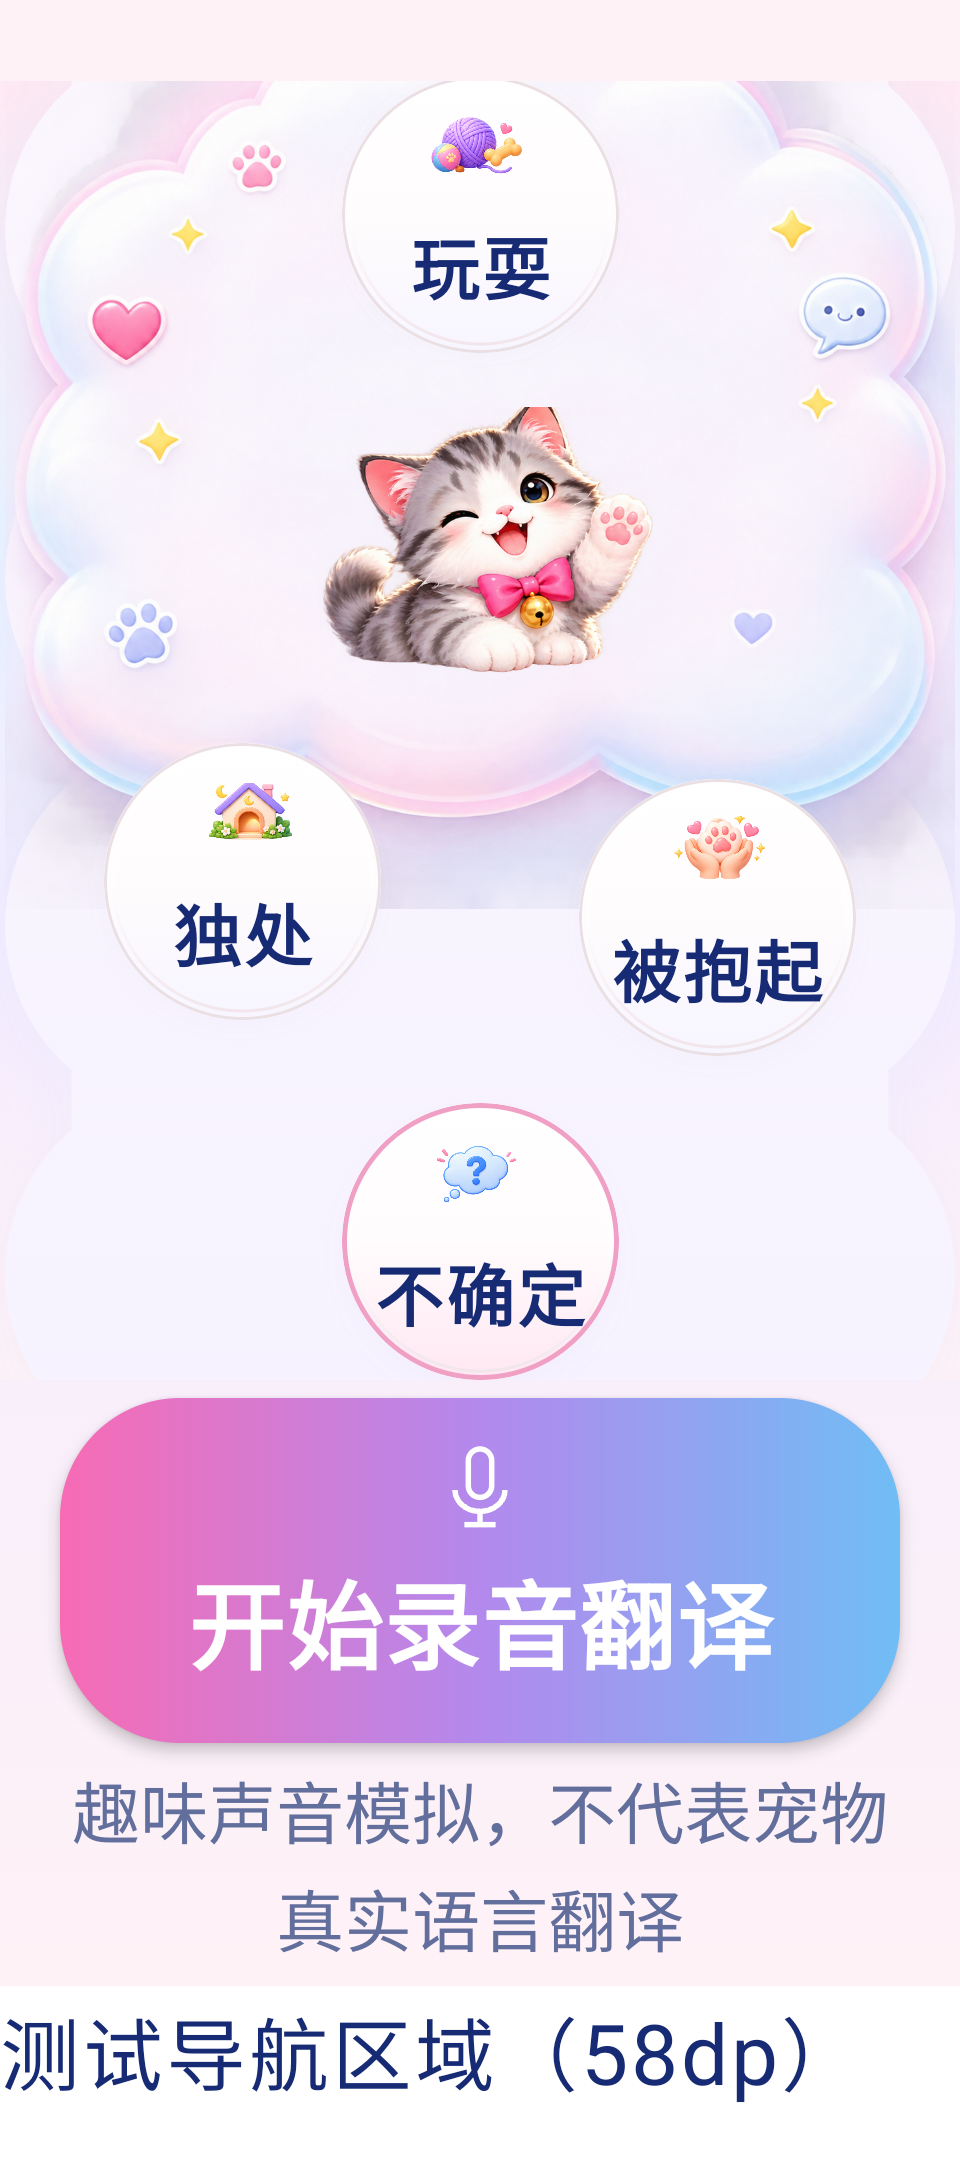 玩耍
独处
被抱起
?
不确定
开始录音翻译
趣味声音模拟，不代表宠物
真实语言翻译
测试导航区域（58dp）